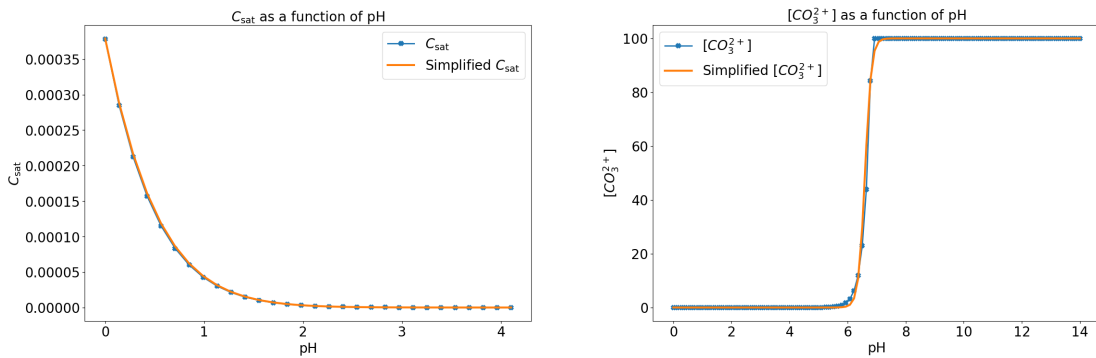 C_sat as a function of pH
C_sat
Simplified C_sat
0.00035
0.00030
0.00025
0.00020
0.00015
0.00010
0.00005
0.00000
C_sat
0 1 2 3 4
pH
[CO_3^{2+}] as a function of pH
[CO_3^{2+}]
Simplified [CO_3^{2+}]
100
80
60
40
20
0
[CO_3^{2+}]
0 2 4 6 8 10 12 14
pH